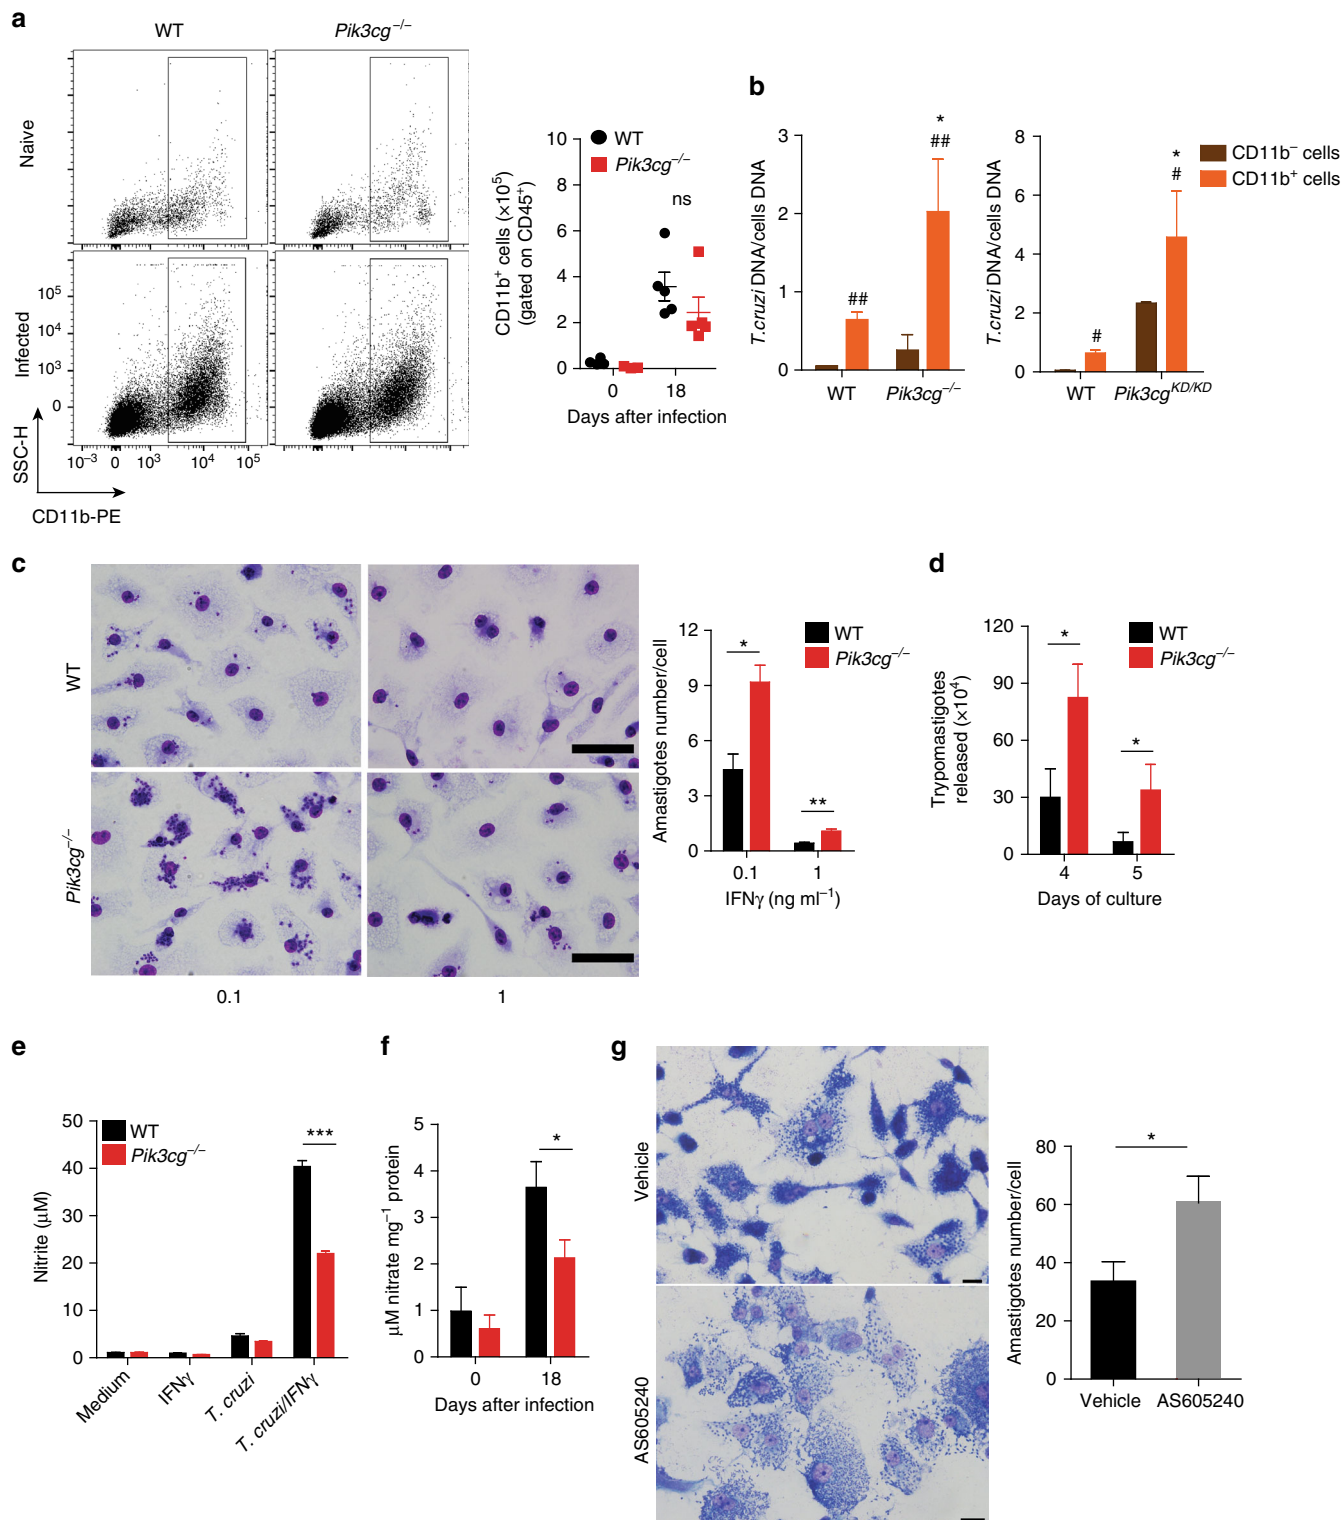 a
WT
Pik3cg−/−
Naive
Infected
10⁵
10⁴
10³
0
SSC-H
10−3 0 10³ 10⁴ 10⁵
CD11b-PE
CD11b+ cells (×10⁵)
(gated on CD45+)
10
8
6
4
2
0
WT
Pik3cg−/−
ns
0 18
Days after infection
b
T.cruzi DNA/cells DNA
3
2
1
0
##
*
##
WT Pik3cg−/−
T.cruzi DNA/cells DNA
8
6
4
2
0
#
*
#
WT Pik3cgKD/KD
CD11b− cells
CD11b+ cells
c
WT
Pik3cg−/−
0.1 1
Amastigotes number/cell
12
9
6
3
0
WT
Pik3cg−/−
*
**
0.1 1
IFNγ (ng ml−1)
d
Trypomastigotes
released (×10⁴)
120
90
60
30
0
WT
Pik3cg−/−
*
*
4 5
Days of culture
e
Nitrite (μM)
50
40
30
20
10
0
WT
Pik3cg−/−
***
Medium
IFNγ
T. cruzi
T. cruzi/IFNγ
f
μM nitrate mg−1 protein
5
4
3
2
1
0
*
0 18
Days after infection
g
Vehicle
AS605240
Amastigotes number/cell
80
60
40
20
0
*
Vehicle AS605240